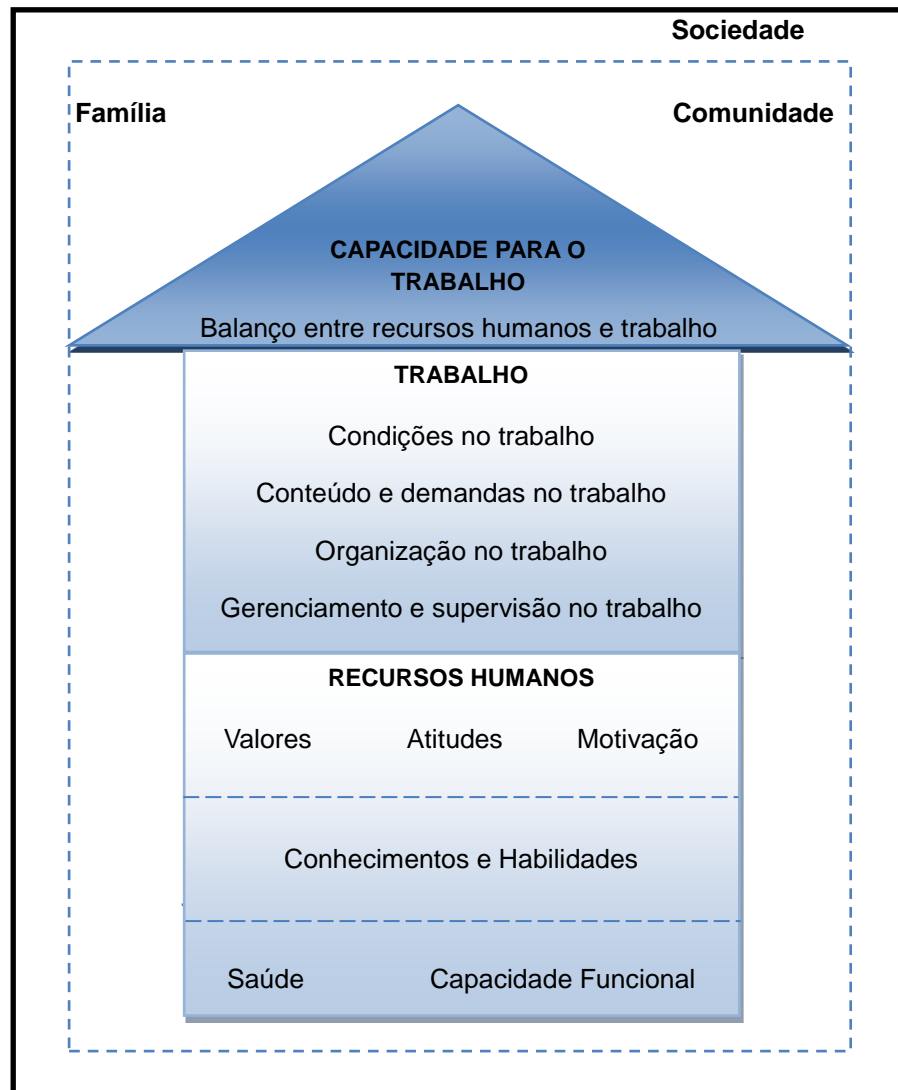 Sociedade
Família
Comunidade
CAPACIDADE PARA O
TRABALHO
Balanço entre recursos humanos e trabalho
TRABALHO
Condições no trabalho
Conteúdo e demandas no trabalho
Organização no trabalho
Gerenciamento e supervisão no trabalho
RECURSOS HUMANOS
Valores Atitudes Motivação
Conhecimentos e Habilidades
Saúde Capacidade Funcional